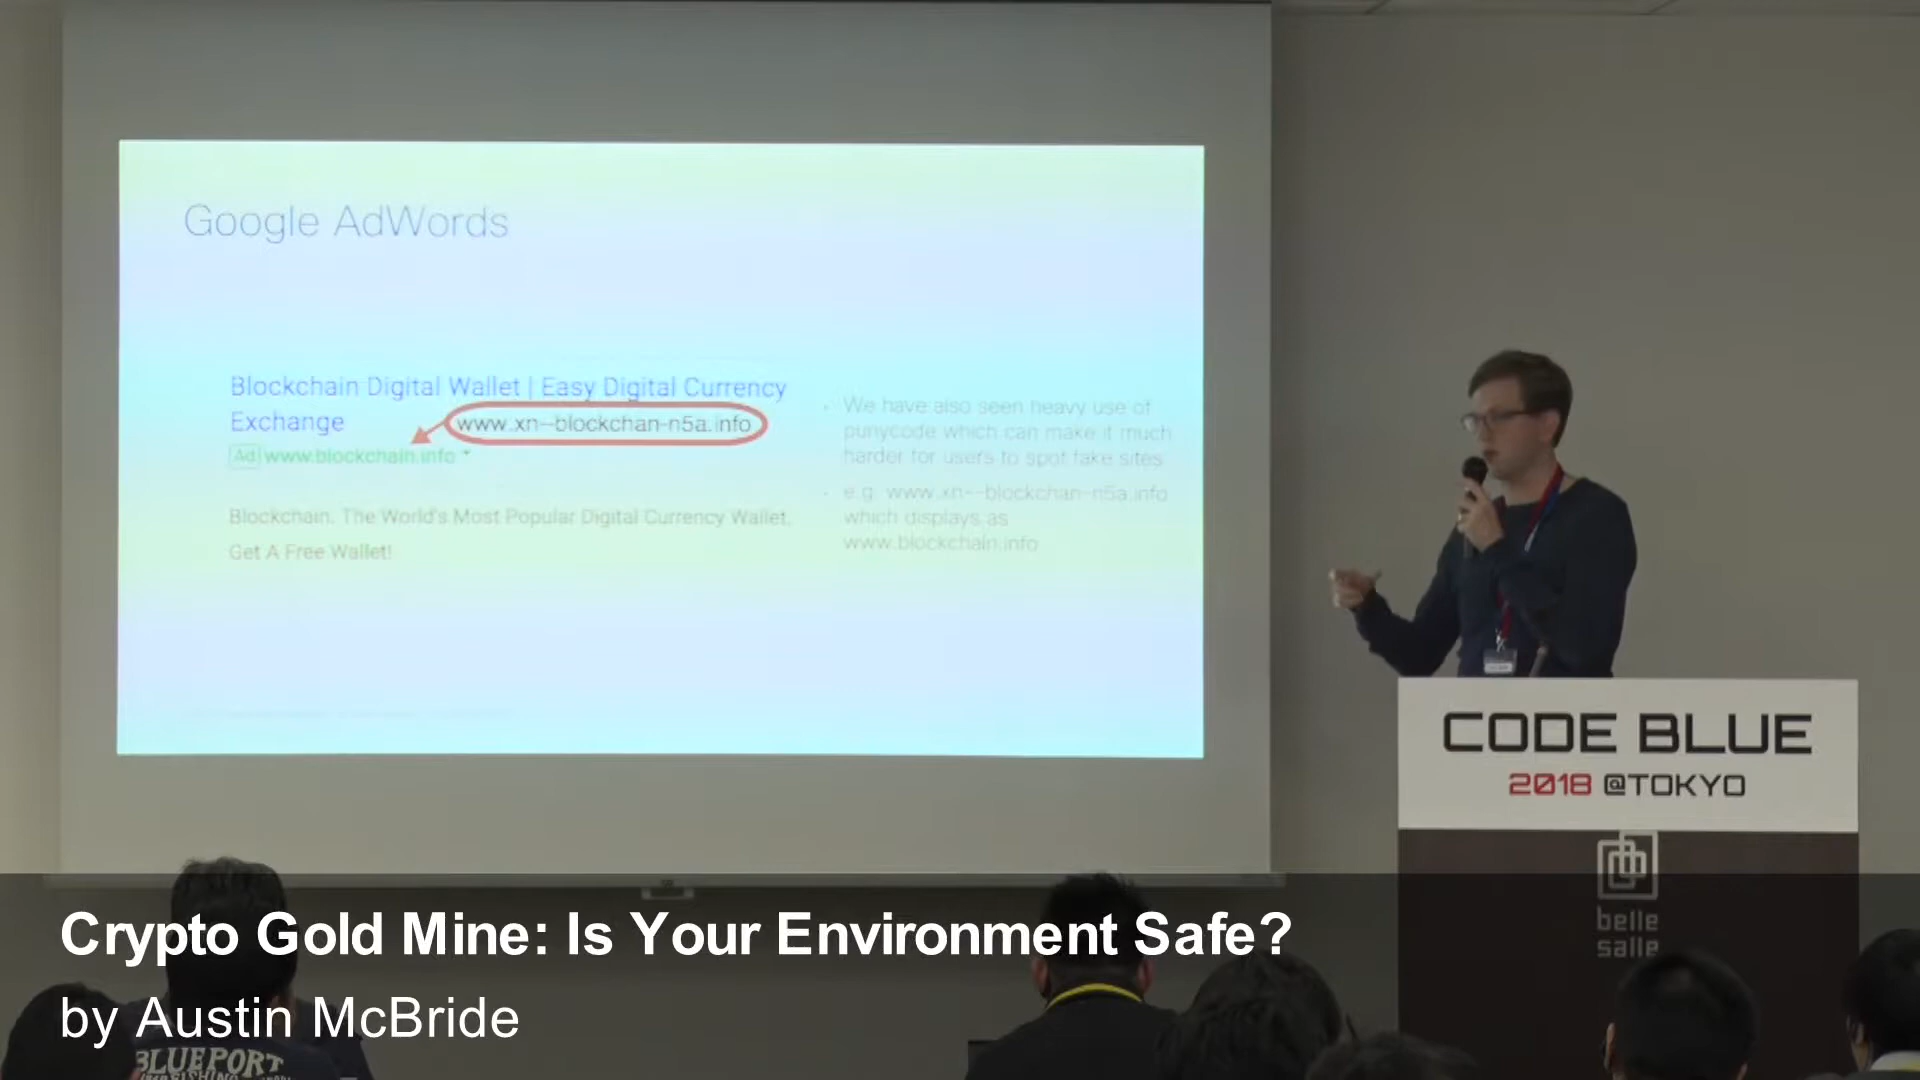 Google AdWords
Blockchain Digital Wallet | Easy Digital Currency
Exchange
www.xn--blockchan-n5a.info
Ad www.blockchain.info
Blockchain. The World's Most Popular Digital Currency Wallet.
Get A Free Wallet!
We have also seen heavy use of
punycode which can make it much
harder for users to spot fake sites
e.g. www.xn--blockchan-n5a.info
which displays as
www.blockchain.info
CODE BLUE
2018 @TOKYO
belle
salle
Crypto Gold Mine: Is Your Environment Safe?
by Austin McBride
BLUEPORT